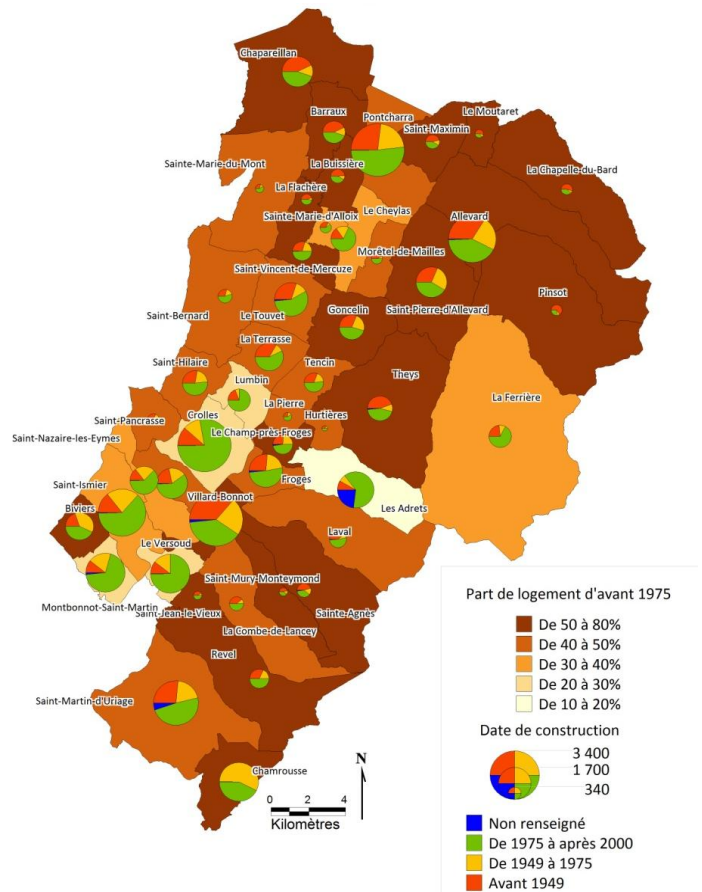 Chapareillan
Barraux
Pontcharra
Le Moutaret
Saint-Maximin
Sainte-Marie-du-Mont
La Buissière
La Chapelle-du-Bard
La Flachère
Le Cheylas
Sainte-Marie-d'Alloix
Allevard
Morêtel-de-Mailles
Saint-Vincent-de-Mercuze
Pinsot
Saint-Bernard
Le Touvet
Goncelin
Saint-Pierre-d'Allevard
La Terrasse
Saint-Hilaire
Tencin
Theys
Lumbin
La Ferrière
La Pierre
Saint-Pancrasse
Crolles
Hurtières
Saint-Nazaire-les-Eymes
Le Champ-près-Froges
Froges
Saint-Ismier
Villard-Bonnot
Les Adrets
Biviers
Laval
Le Versoud
Saint-Mury-Monteymond
Montbonnot-Saint-Martin
Saint-Jean-le-Vieux
Sainte-Agnès
La Combe-de-Lancey
Revel
Saint-Martin-d'Uriage
Chamrousse
N
0 2 4
Kilomètres
Part de logement d'avant 1975
De 50 à 80%
De 40 à 50%
De 30 à 40%
De 20 à 30%
De 10 à 20%
Date de construction
3 400
1 700
340
Non renseigné
De 1975 à après 2000
De 1949 à 1975
Avant 1949